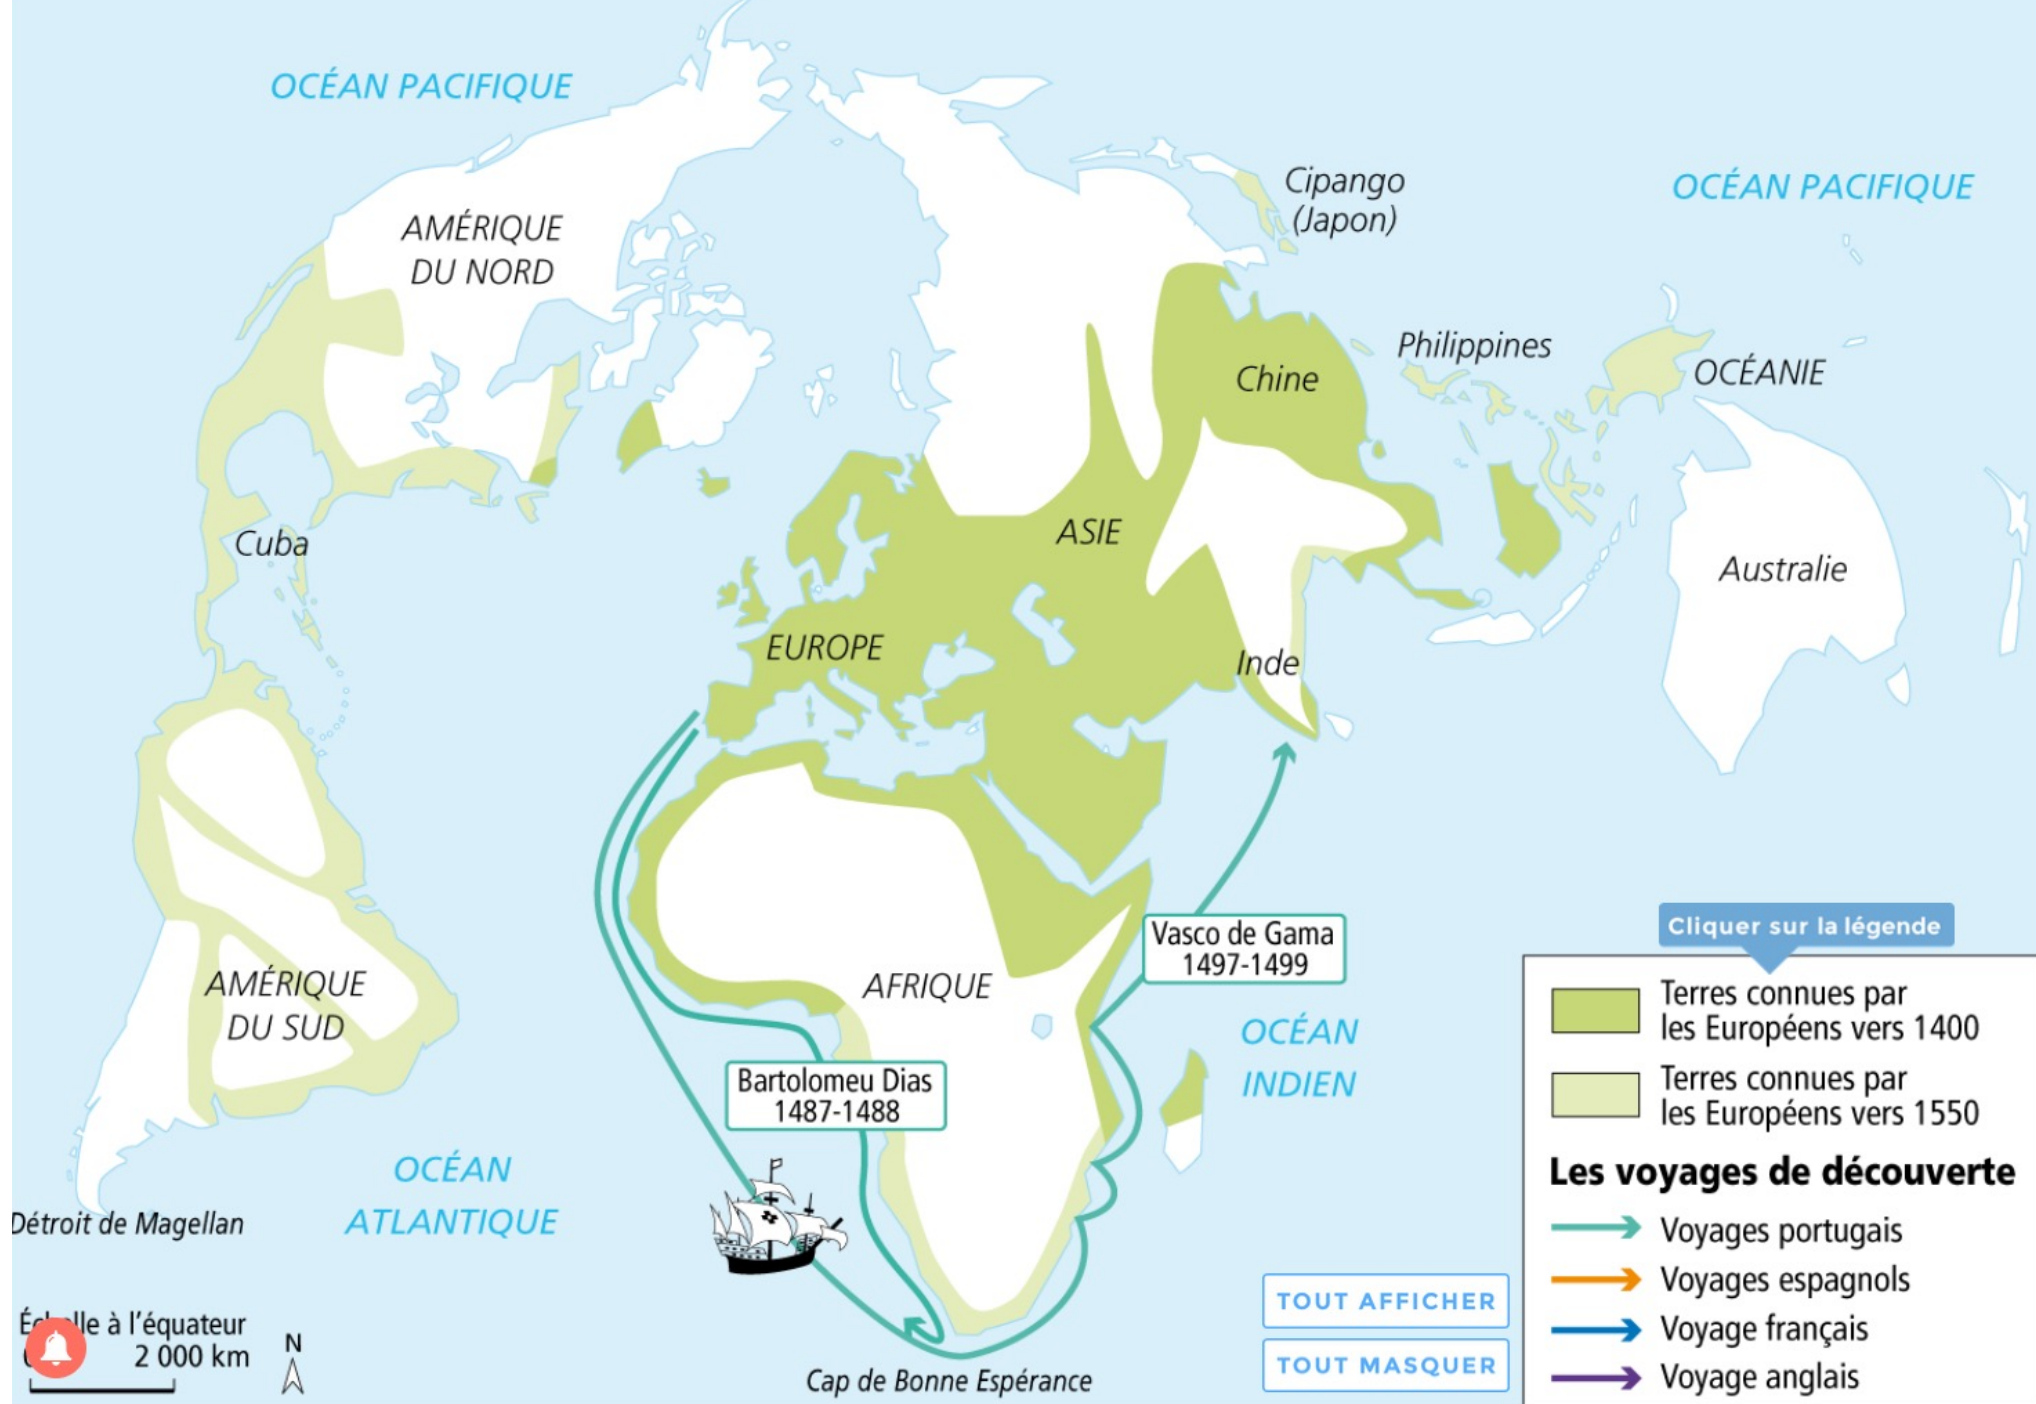 OCÉAN PACIFIQUE
OCÉAN PACIFIQUE
Cipango
(Japon)
AMÉRIQUE
DU NORD
Philippines
OCÉANIE
Chine
Cuba
ASIE
Australie
EUROPE
Inde
Vasco de Gama
1497-1499
AFRIQUE
AMÉRIQUE
DU SUD
OCÉAN
INDIEN
Bartolomeu Dias
1487-1488
OCÉAN
ATLANTIQUE
Détroit de Magellan
Cap de Bonne Espérance
à l'équateur
2 000 km
N
TOUT AFFICHER
TOUT MASQUER
Cliquer sur la légende
Terres connues par
les Européens vers 1400
Terres connues par
les Européens vers 1550
Les voyages de découverte
Voyages portugais
Voyages espagnols
Voyage français
Voyage anglais